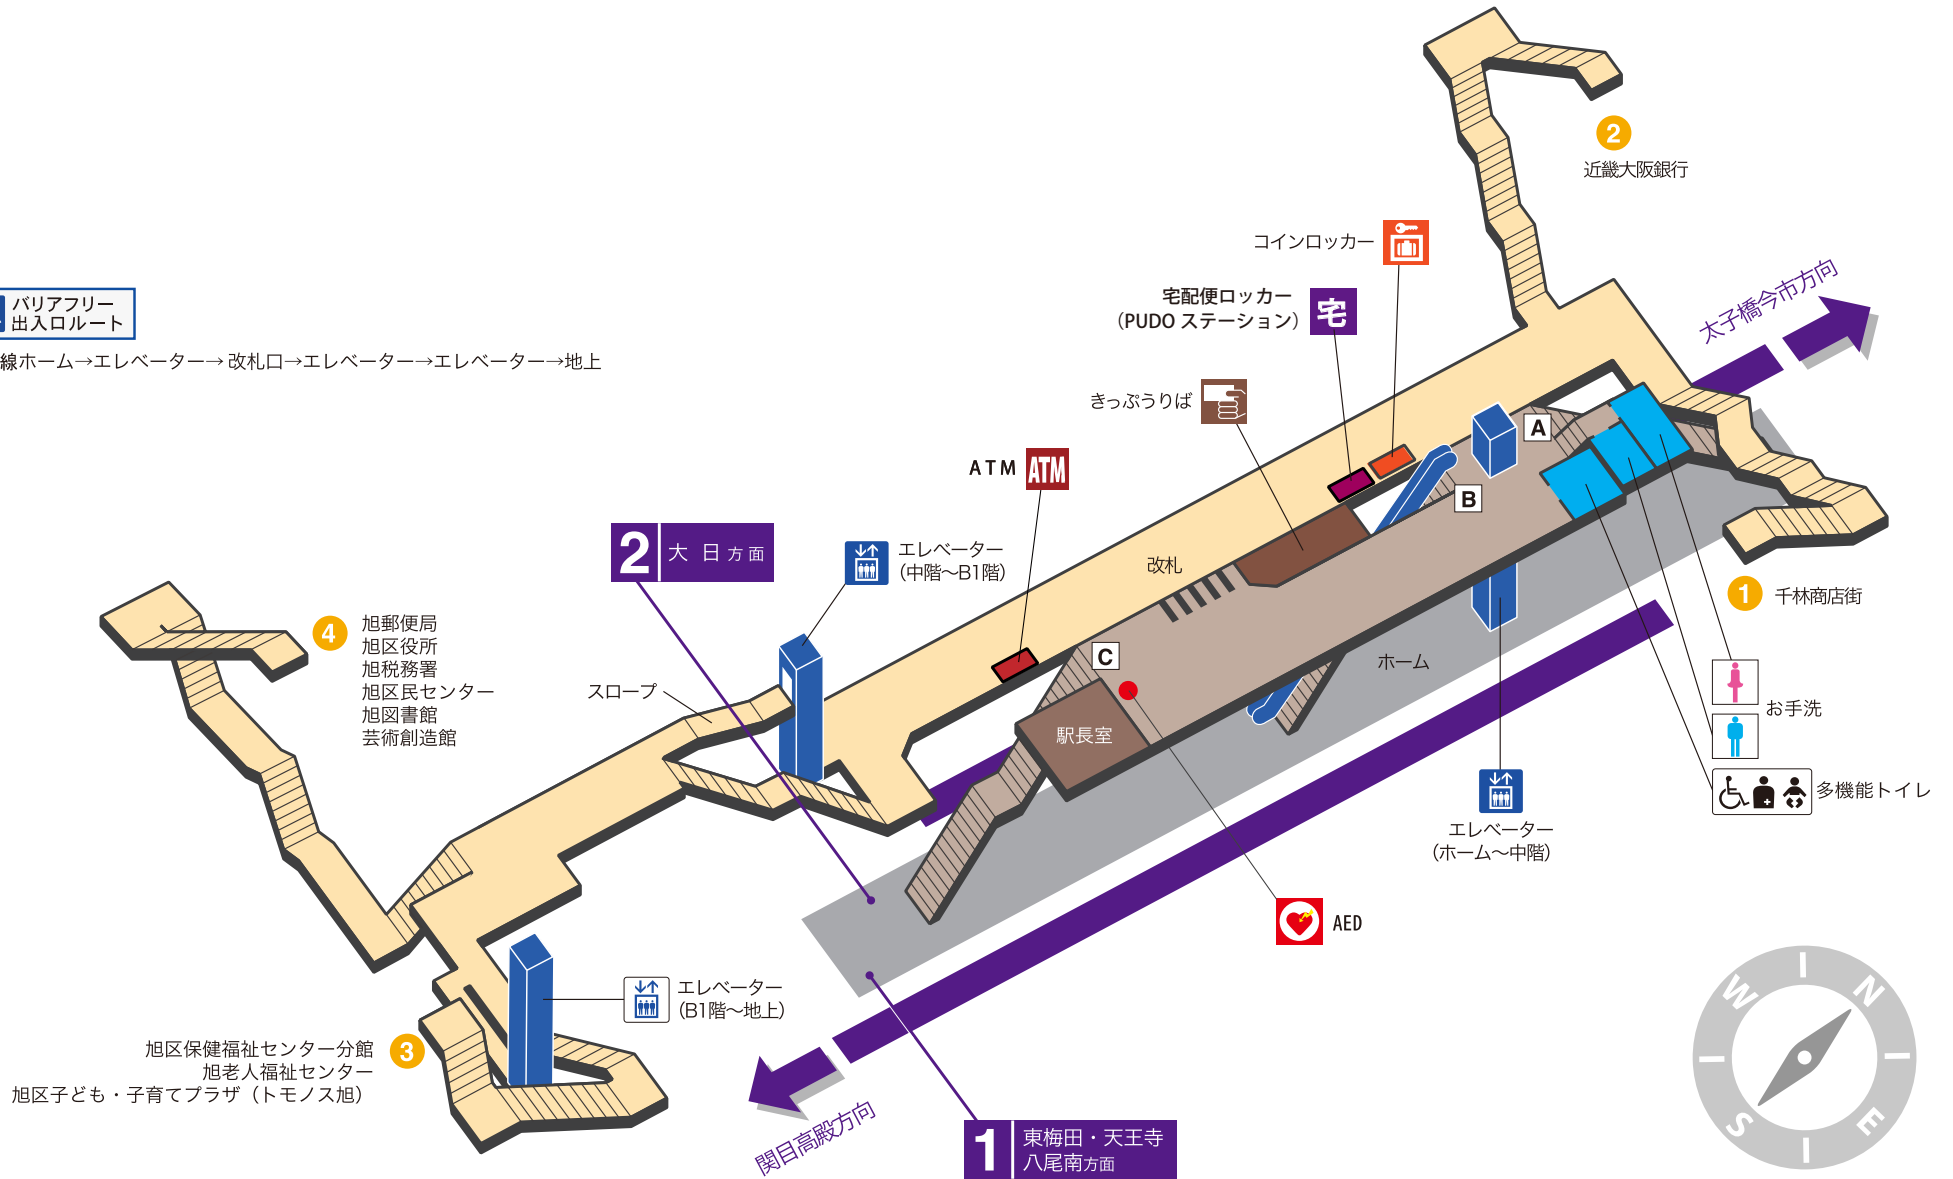 2
近畿大阪銀行
コインロッカー
宅配便ロッカー
(PUDO ステーション)
宅
太子橋今市方向
バリアフリー
出入口ルート
線ホーム→エレベーター→改札口→エレベーター→エレベーター→地上
きっぷうりば
A
B
ATM
ATM
2 大日方面
エレベーター
(中階～B1階)
改札
1
千林商店街
4
旭郵便局
旭区役所
旭税務署
旭区民センター
旭図書館
芸術創造館
スロープ
C
ホーム
駅長室
お手洗
多機能トイレ
エレベーター
(ホーム～中階)
AED
エレベーター
(B1階～地上)
3
旭区保健福祉センター分館
旭老人福祉センター
旭区子ども・子育てプラザ（トモノス旭）
関目高殿方向
1 東梅田・天王寺
八尾南方面
W
N
S
E